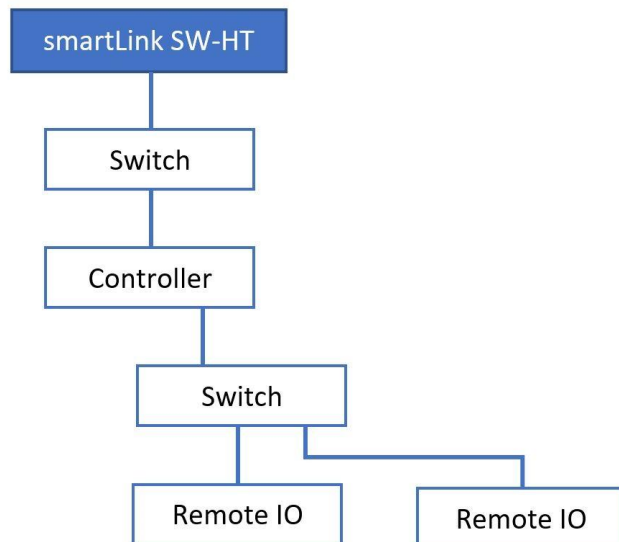 smartLink SW-HT
Switch
Controller
Switch
Remote IO
Remote IO